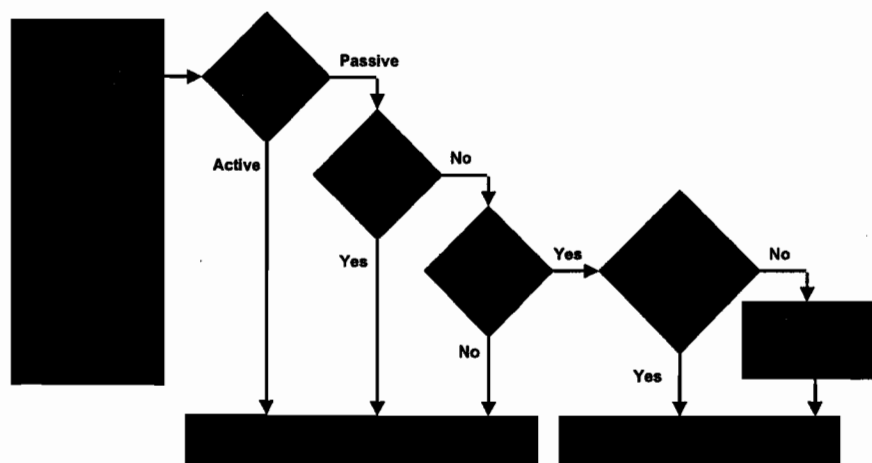 Passive
Active
No
Yes
Yes
No
No
Yes